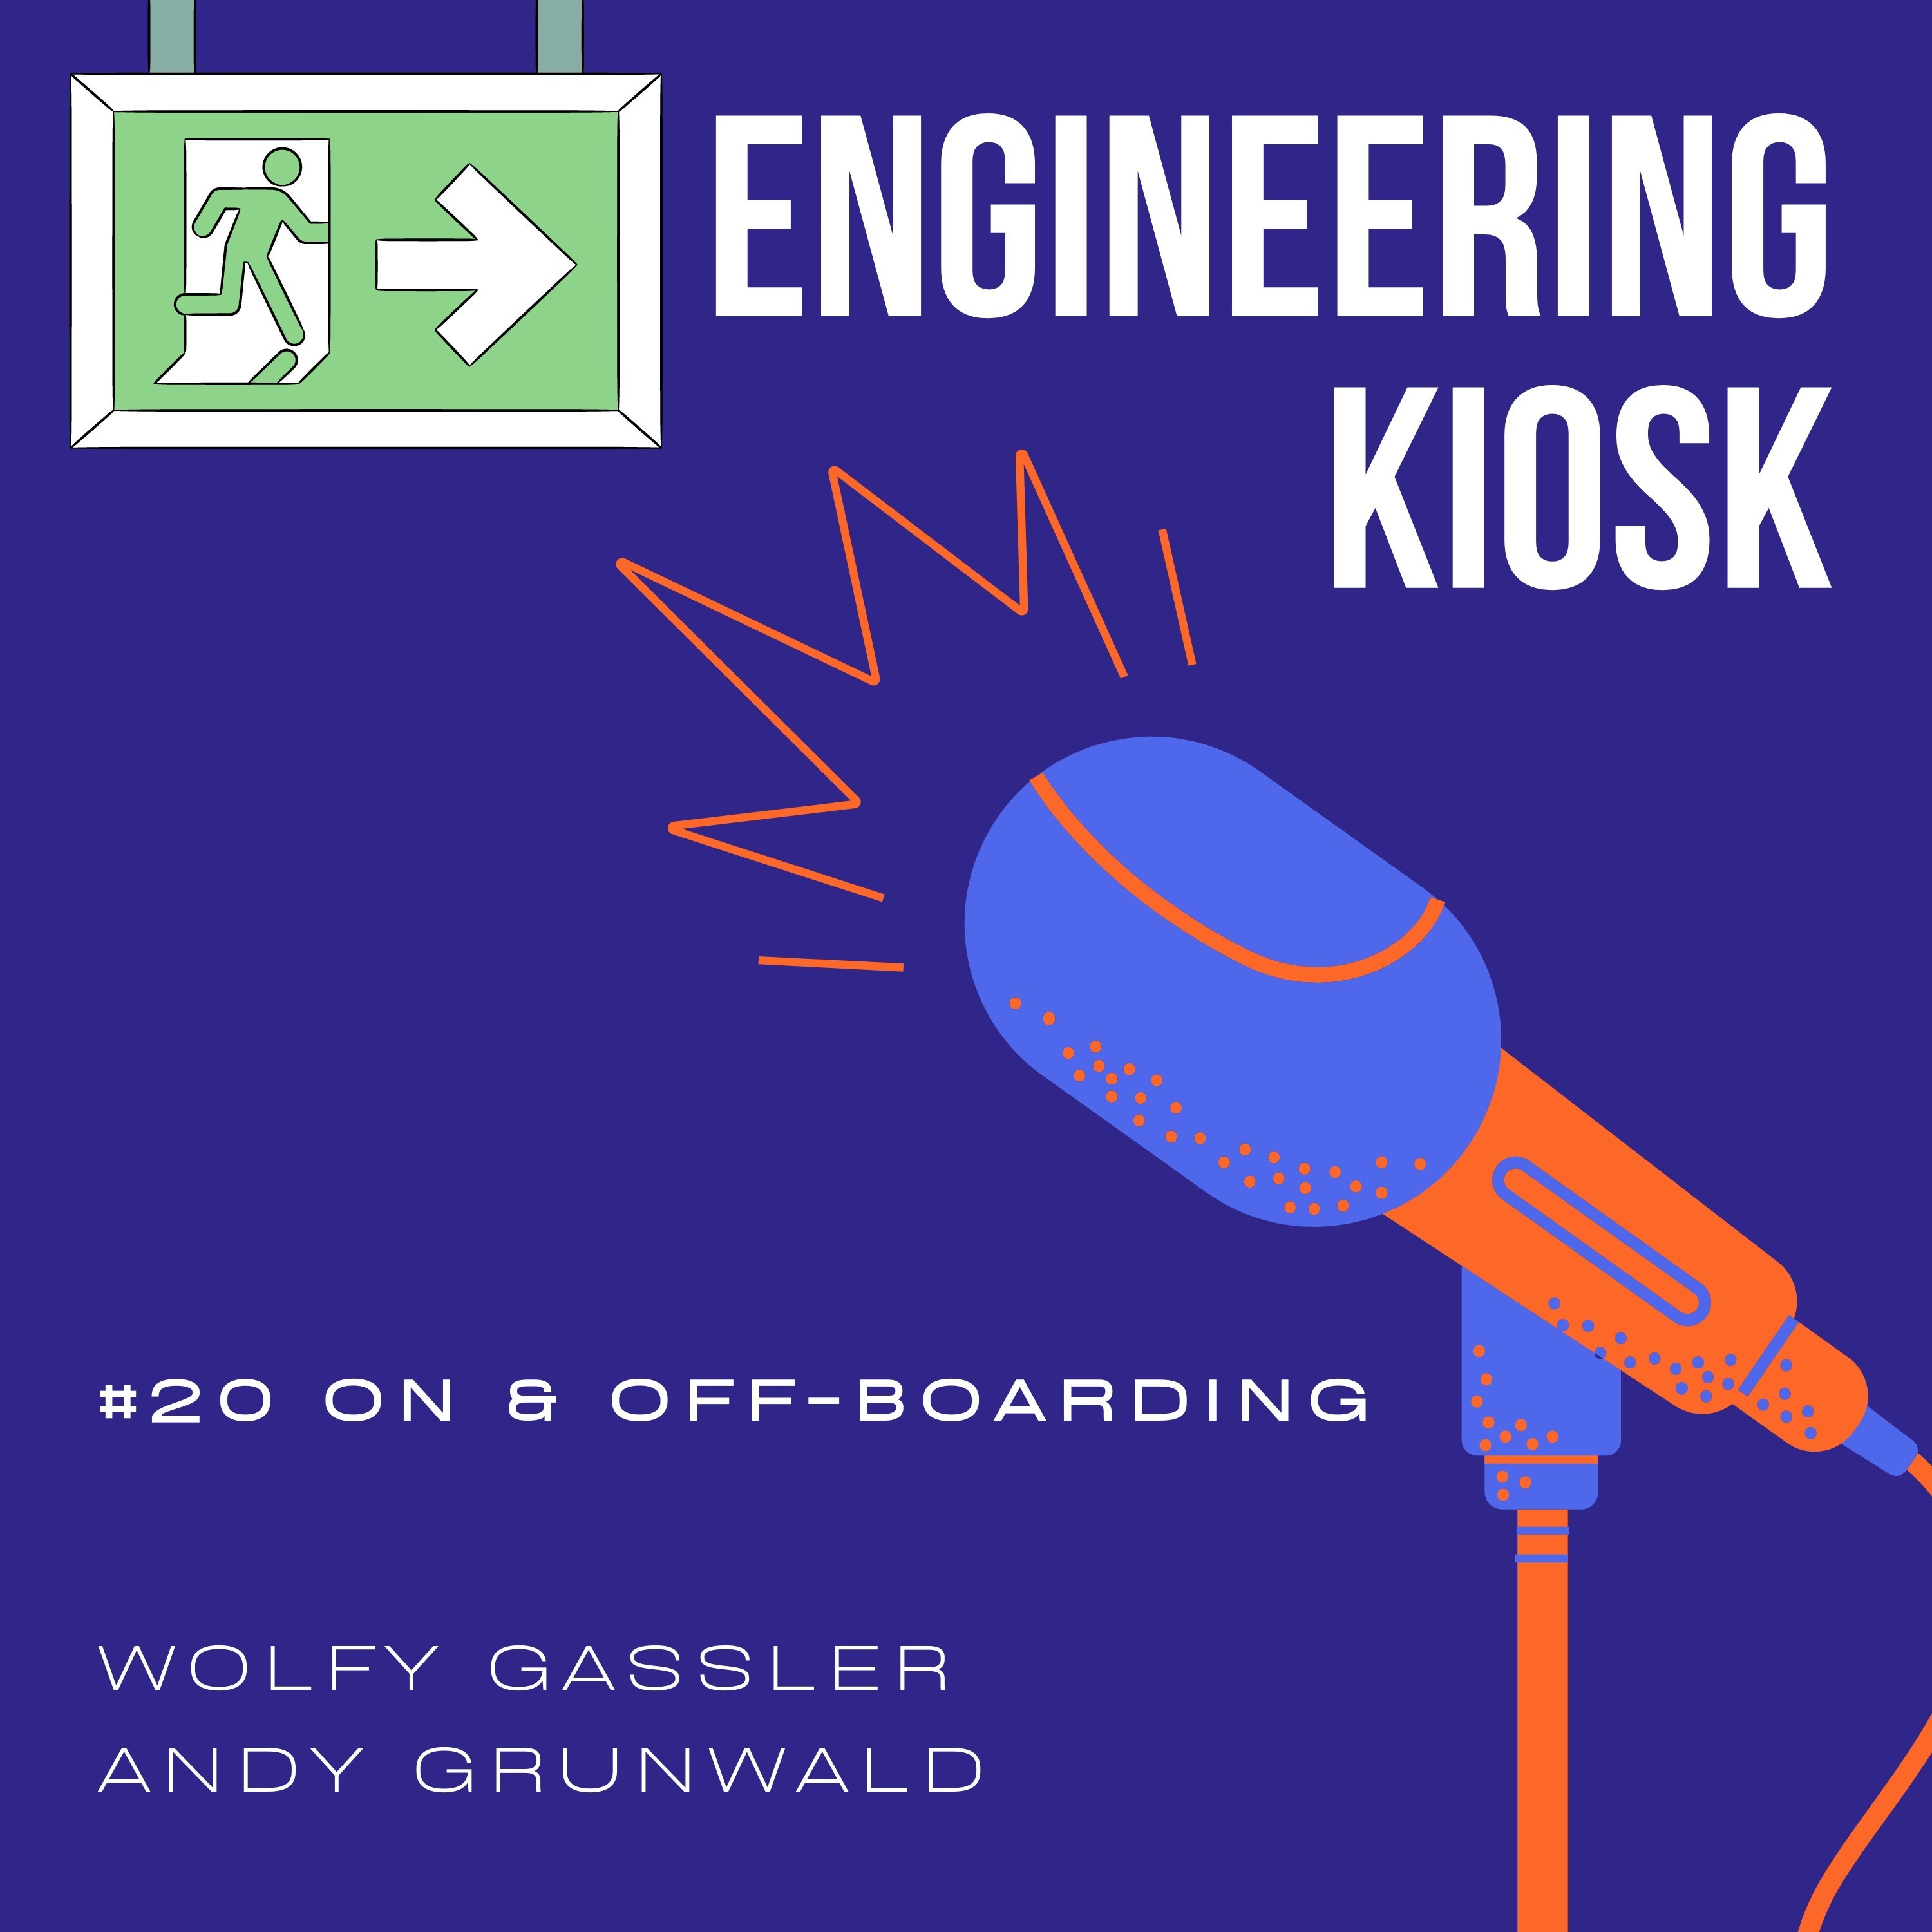 ENGINEERING
KIOSK
#20 ON & OFF-BOARDING
WOLFY GASSLER
ANDY GRUNWALD